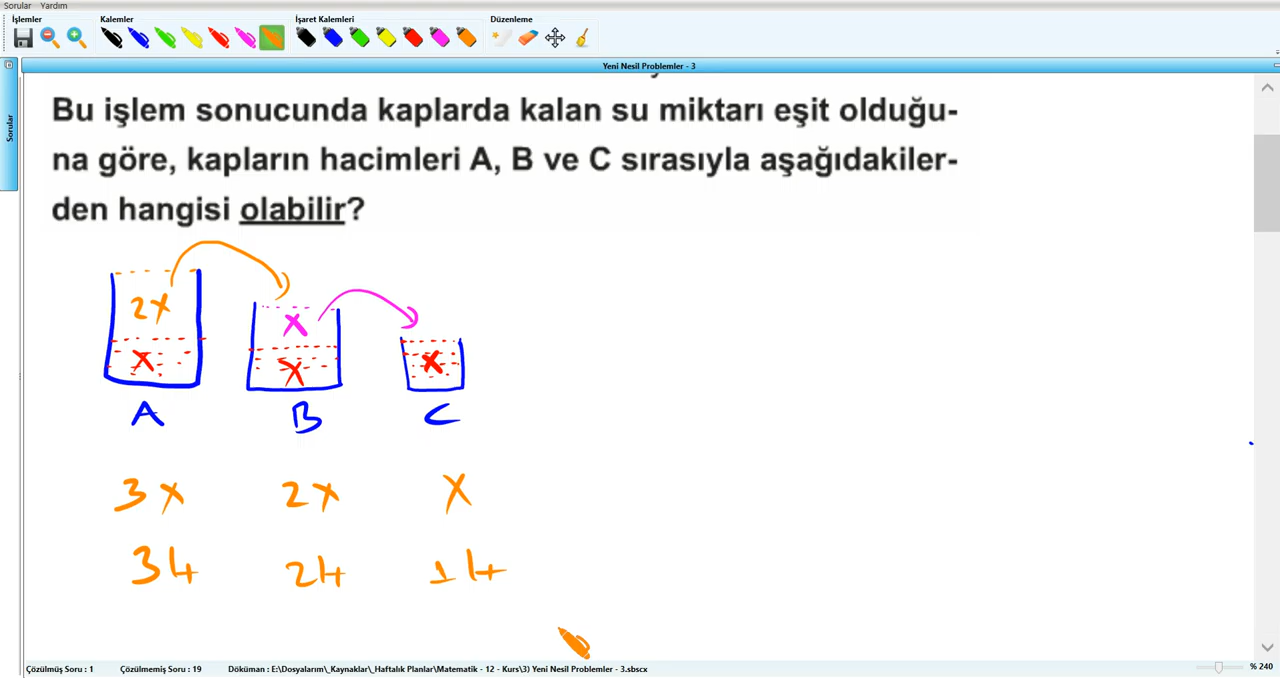 Sorular Yardım
İşlemler Kalemler İşaret Kalemleri Düzenleme
Yeni Nesil Problemler - 3
Sorular
Bu işlem sonucunda kaplarda kalan su miktarı eşit olduğu-
na göre, kapların hacimleri A, B ve C sırasıyla aşağıdakiler-
den hangisi olabilir?
2x x
x x x
A B C
3x 2x x
34 24 14
Çözülmüş Soru : 1 Çözülmemiş Soru : 19 Döküman : E:\Dosyalarım\_Kaynaklar\_Haftalık Planlar\Matematik - 12 - Kurs\3) Yeni Nesil Problemler - 3.sbscx % 240